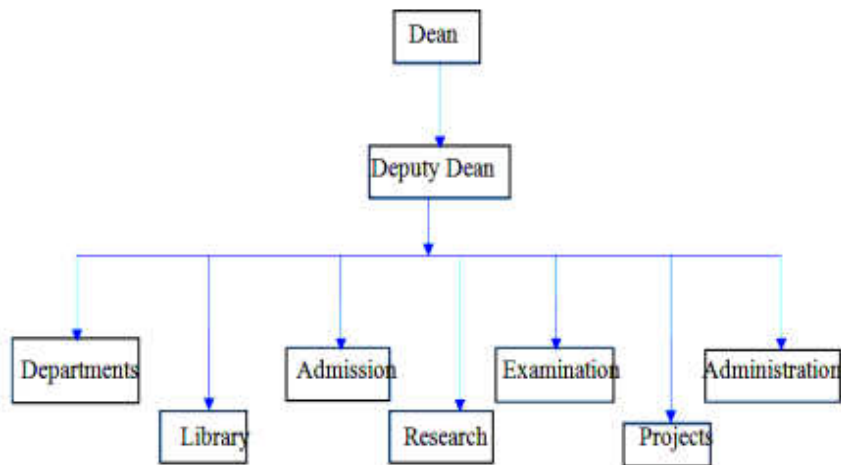 Dean
Deputy Dean
Departments
Admission
Examination
Administration
Library
Research
Projects